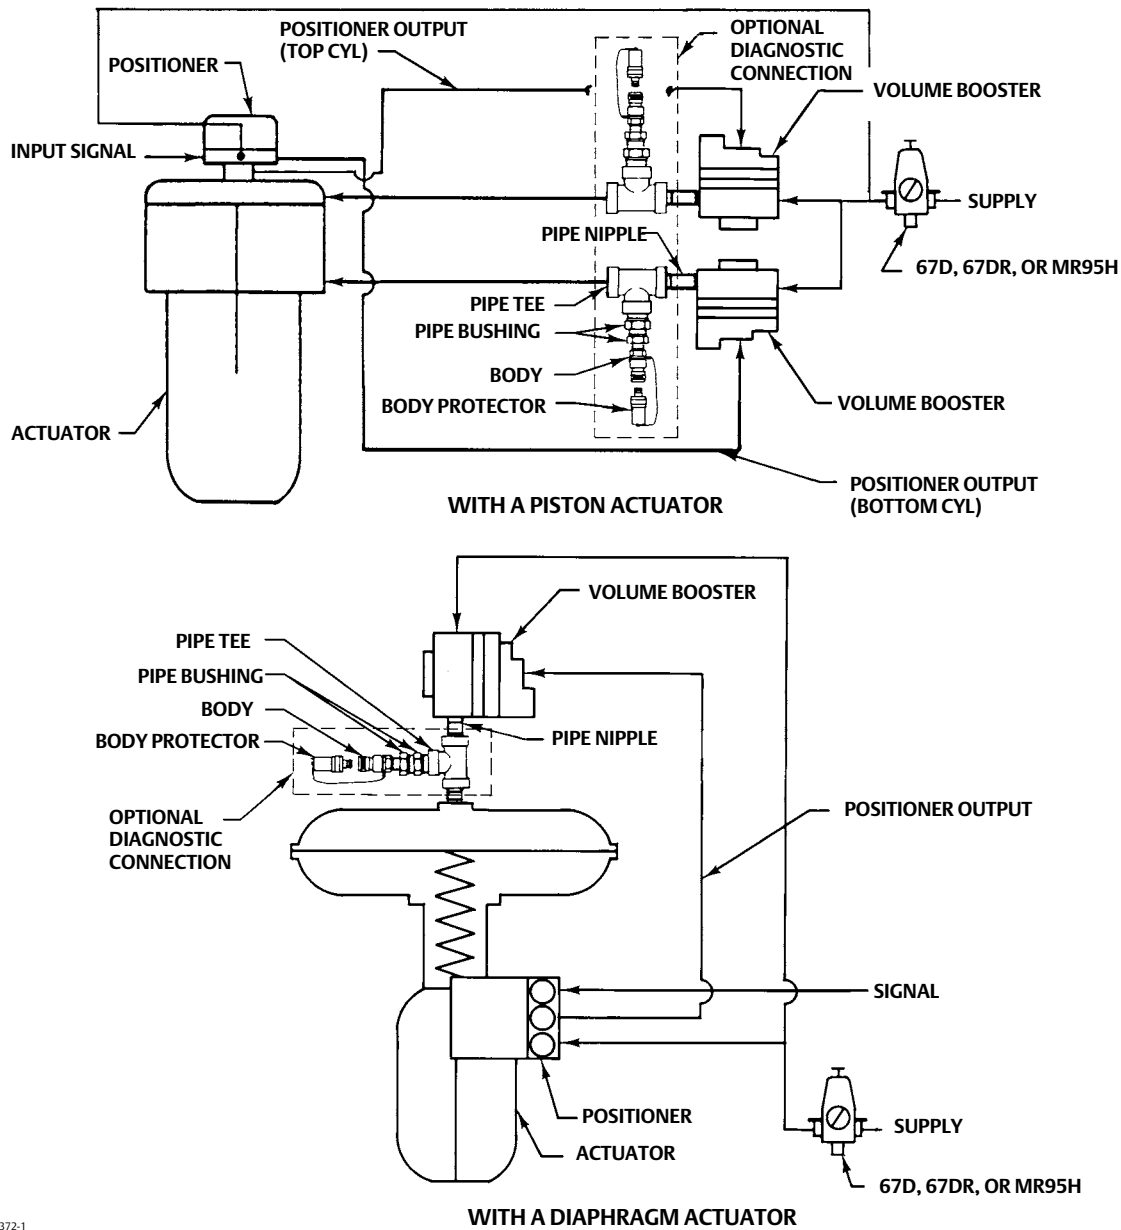 POSITIONER OUTPUT
(TOP CYL)
OPTIONAL
DIAGNOSTIC
CONNECTION
POSITIONER
VOLUME BOOSTER
INPUT SIGNAL
SUPPLY
PIPE NIPPLE
67D, 67DR, OR MR95H
PIPE TEE
PIPE BUSHING
BODY
BODY PROTECTOR
VOLUME BOOSTER
ACTUATOR
POSITIONER OUTPUT
(BOTTOM CYL)
WITH A PISTON ACTUATOR
VOLUME BOOSTER
PIPE TEE
PIPE BUSHING
BODY
BODY PROTECTOR
PIPE NIPPLE
OPTIONAL
DIAGNOSTIC
CONNECTION
POSITIONER OUTPUT
SIGNAL
POSITIONER
SUPPLY
ACTUATOR
67D, 67DR, OR MR95H
WITH A DIAPHRAGM ACTUATOR
372-1